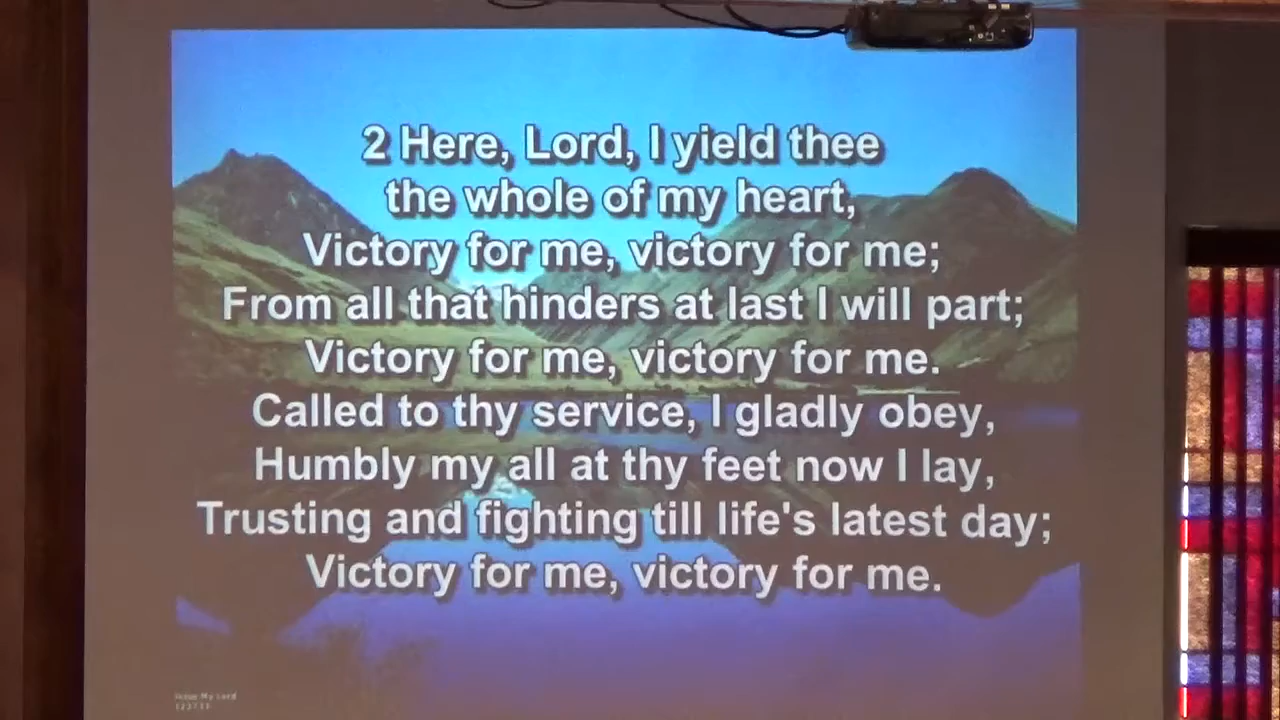 2 Here, Lord, I yield thee
the whole of my heart,
Victory for me, victory for me;
From all that hinders at last I will part;
Victory for me, victory for me.
Called to thy service, I gladly obey,
Humbly my all at thy feet now I lay,
Trusting and fighting till life's latest day;
Victory for me, victory for me.
My Lord